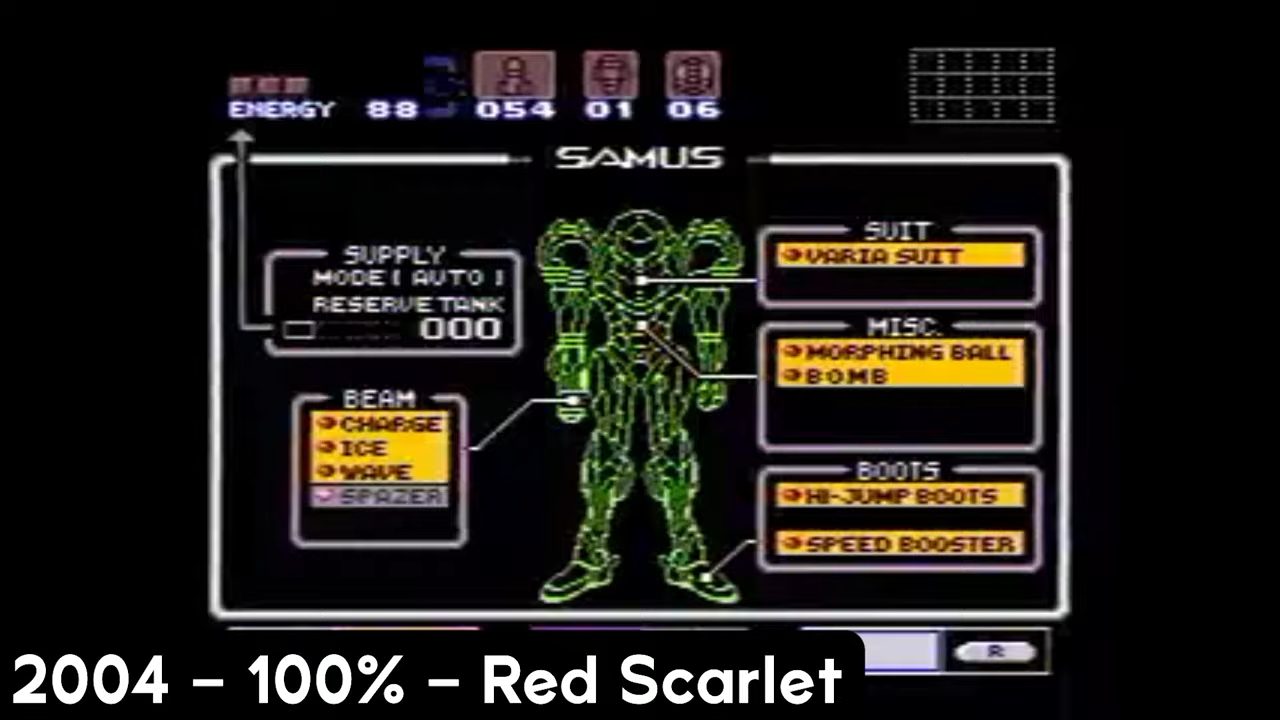 ENERGY 88 054 01 06
SAMUS
SUPPLY
MODE [ AUTO ]
RESERVE TANK
000
BEAM
CHARGE
ICE
WAVE
SPAZER
SUIT
VARIA SUIT
MISC.
MORPHING BALL
BOMB
BOOTS
HI-JUMP BOOTS
SPEED BOOSTER
R
2004 – 100% – Red Scarlet